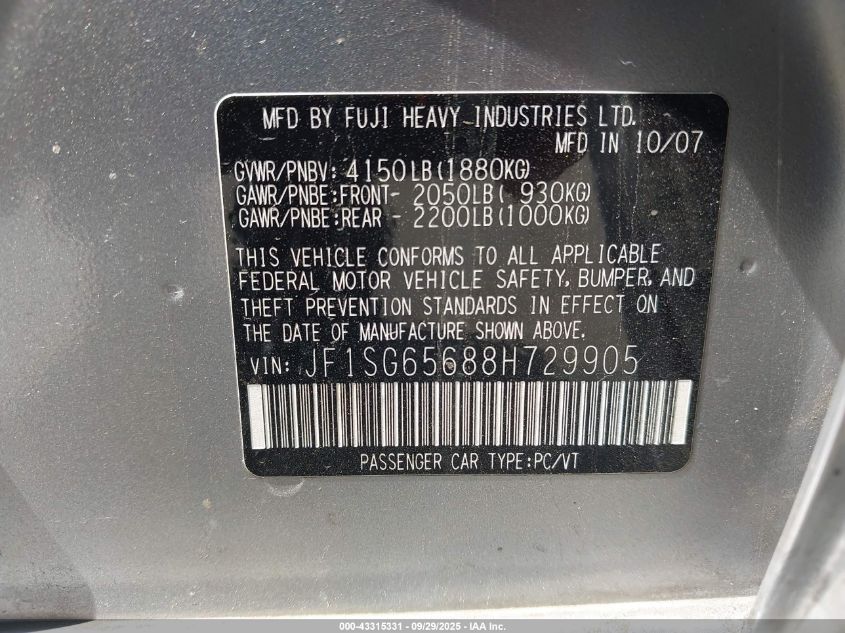 MFD BY FUJI HEAVY INDUSTRIES LTD.
MFD IN 10/07
GVWR/PNBV: 4150LB(1880KG)
GAWR/PNBE:FRONT- 2050LB( 930KG)
GAWR/PNBE:REAR - 2200LB(1000KG)
THIS VEHICLE CONFORMS TO ALL APPLICABLE
FEDERAL MOTOR VEHICLE SAFETY, BUMPER, AND
THEFT PREVENTION STANDARDS IN EFFECT ON
THE DATE OF MANUFACTURE SHOWN ABOVE.
VIN: JF1SG65688H729905
PASSENGER CAR TYPE:PC/VT
000-43315331 - 09/29/2025 - IAA Inc.